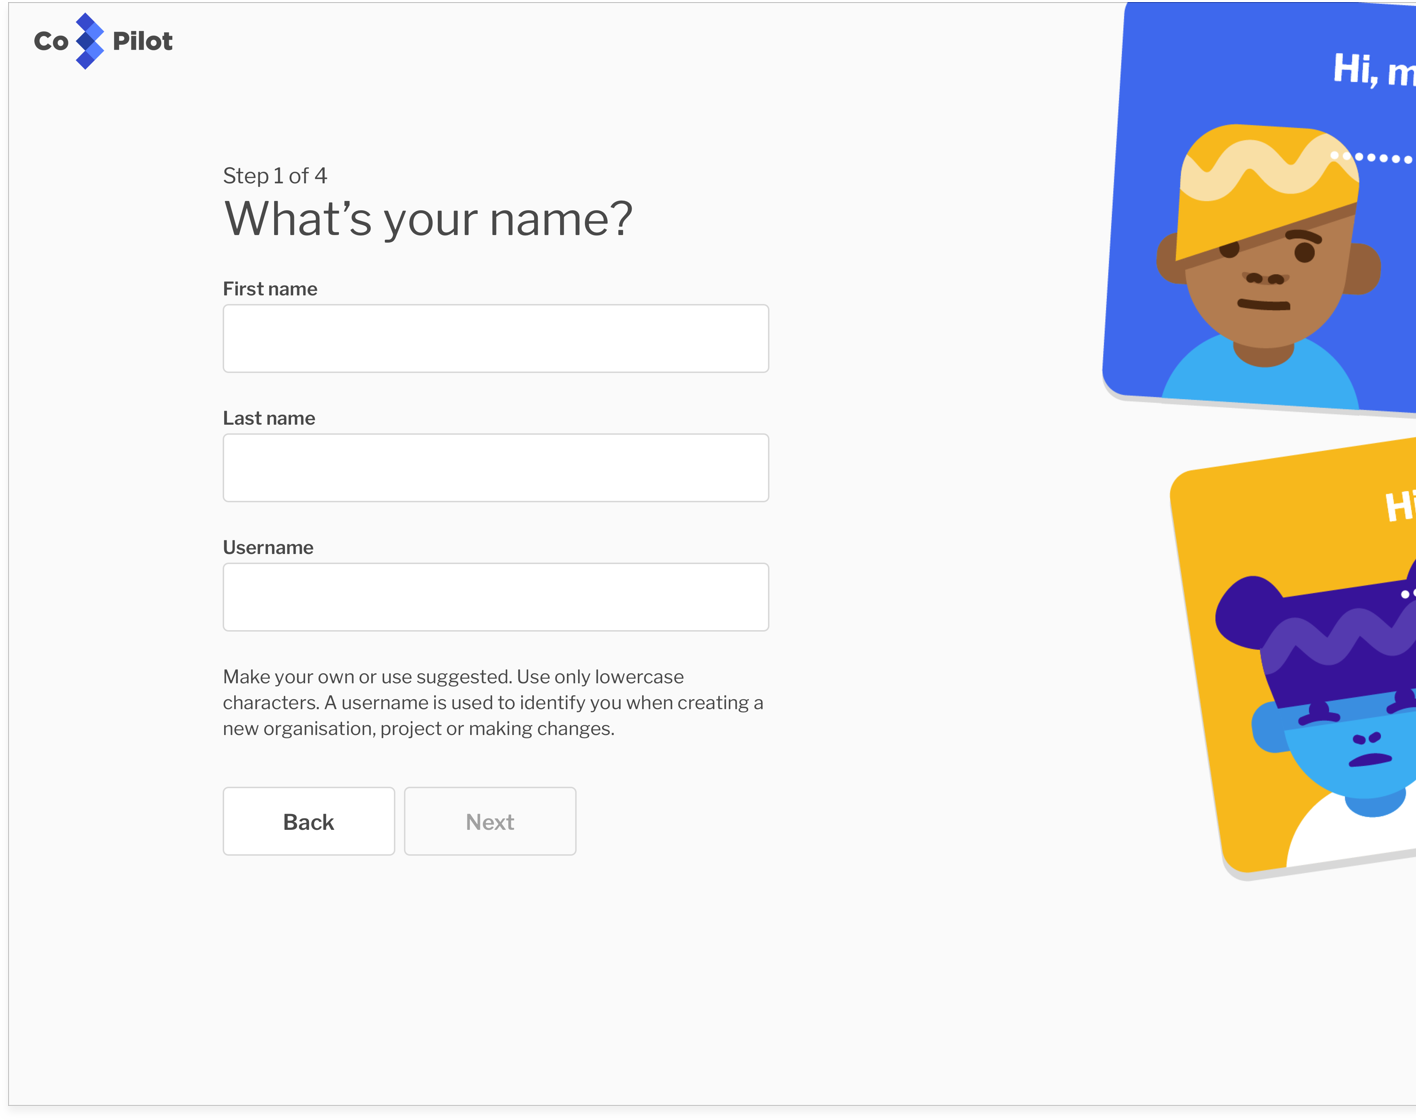 Co Pilot
Hi, m
Step 1 of 4
What's your name?
First name
Last name
Username
Hi
Make your own or use suggested. Use only lowercase
characters. A username is used to identify you when creating a
new organisation, project or making changes.
Back Next